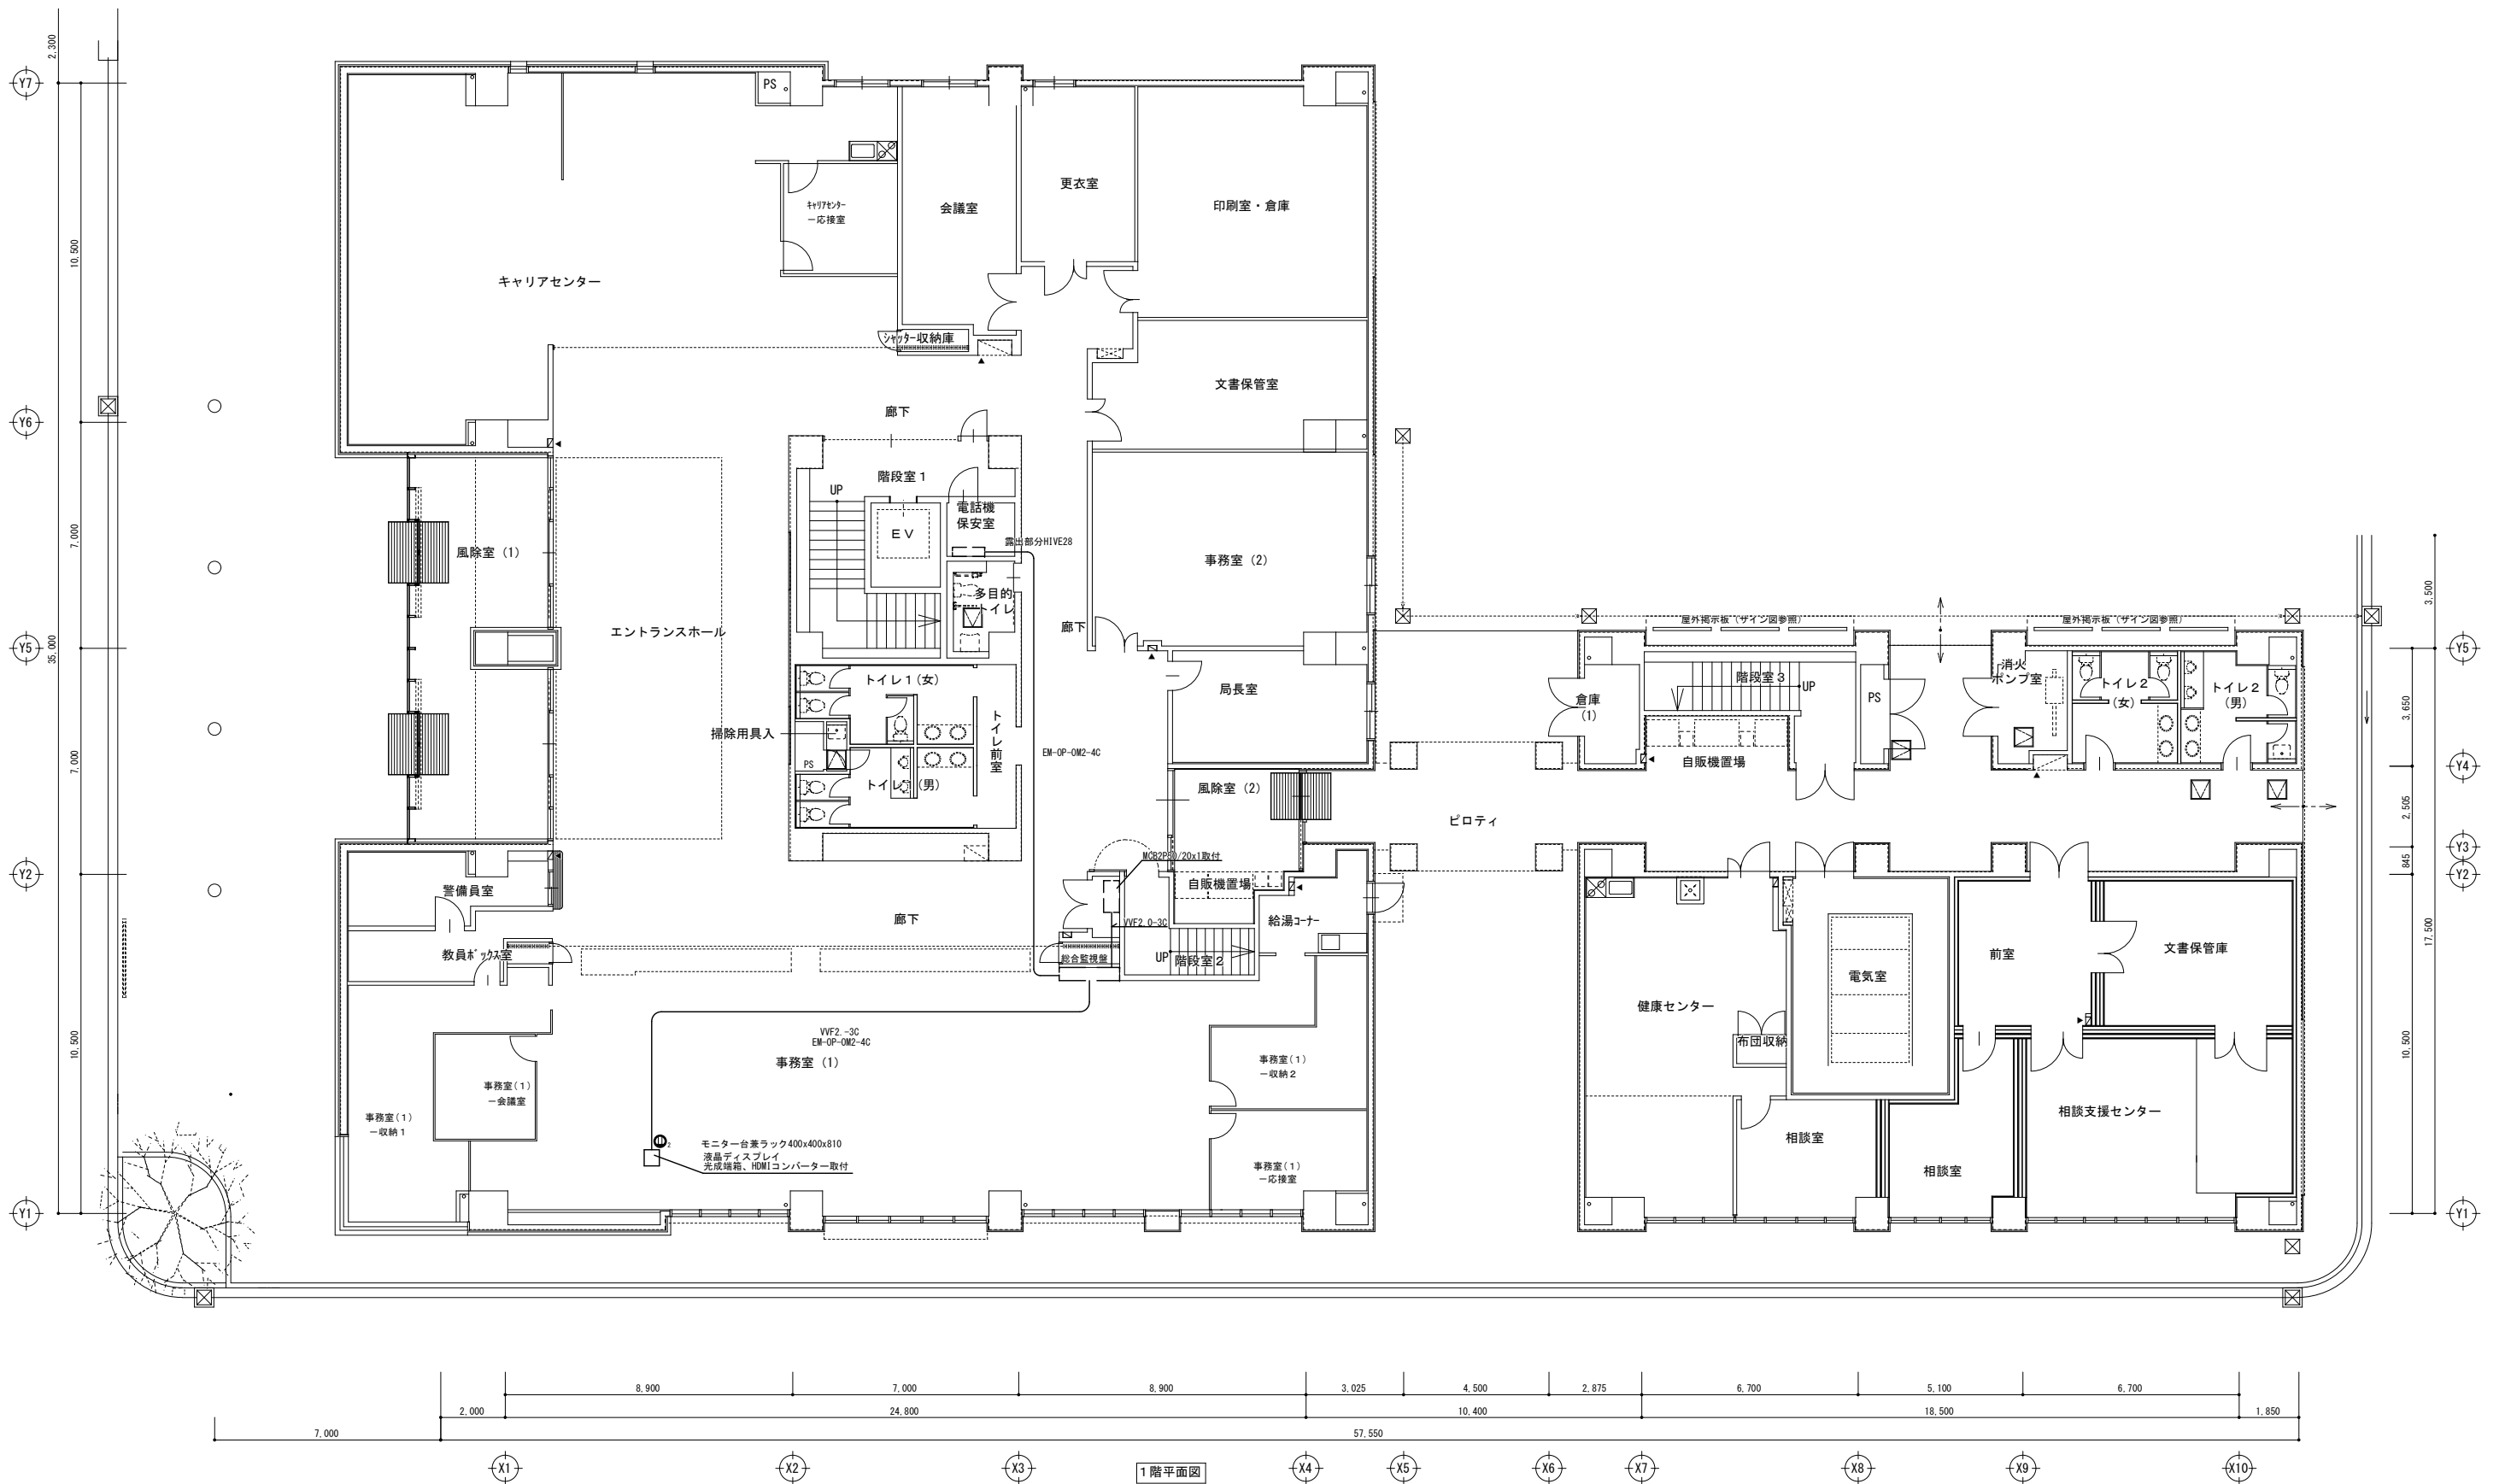 2,300
Y7
10,500
Y6
7,000
Y5
35,000
7,000
Y2
10,500
Y1
PS
キャリアセンター
－応接室
会議室
更衣室
印刷室・倉庫
キャリアセンター
シャッター収納庫
文書保管室
廊下
階段室１
UP
電話機
保安室
ＥＶ
露出部分HIVE28
風除室（1）
事務室（2）
多目的
トイレ
エントランスホール
廊下
トイレ１(女)
局長室
掃除用具入
トイレ前室
EM-OP-OM2-4C
PS
トイレ１(男)
風除室（2）
ピロティ
MCB2P50/20x1取付
自販機置場
警備員室
廊下
VVF2.0-3C
給湯コーナー
教員ボックス室
総合監視盤
UP
階段室２
VVF2.-3C
EM-OP-OM2-4C
事務室（1）
事務室(1)
－収納２
事務室(1)
－会議室
事務室(1)
－収納１
2
モニター台兼ラック400x400x810
液晶ディスプレイ
光成端箱、HDMIコンバーター取付
事務室(1)
－応接室
屋外掲示板（サイン図参照）
屋外掲示板（サイン図参照）
倉庫
(1)
階段室３
UP
PS
消火
ポンプ室
トイレ２
(女)
トイレ２
(男)
自販機置場
前室
文書保管庫
電気室
健康センター
布団収納
相談室
相談室
相談支援センター
3,500
Y5
3,650
Y4
2,505
Y3
845
Y2
17,500
10,500
Y1
8,900
7,000
8,900
3,025
4,500
2,875
6,700
5,100
6,700
2,000
24,800
10,400
18,500
1,850
7,000
57,550
X1
X2
X3
１階平面図
X4
X5
X6
X7
X8
X9
X10